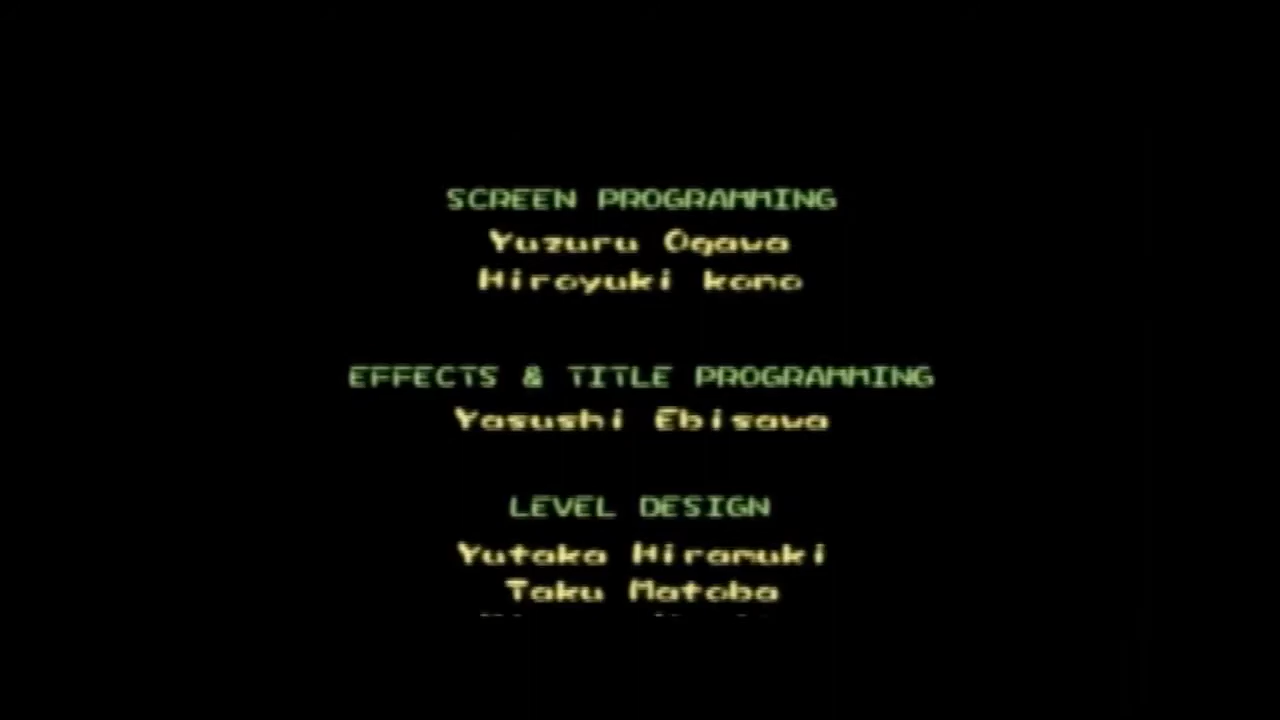 SCREEN PROGRAMMING
Yuzuru Ogawa
Hiroyuki kono
EFFECTS & TITLE PROGRAMMING
Yasushi Ebisawa
LEVEL DESIGN
Yutaka Hiramuki
Taku Matoba